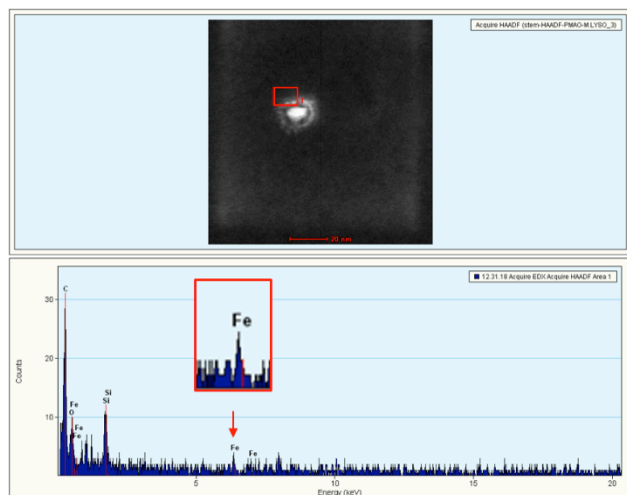 Acquire HAADF (stem-HAADF-PMAO-M.LYSO_3)
1
20 nm
12.31.18 Acquire EDX Acquire HAADF Area 1
Counts
30
20
10
C
Fe
O
Fe
Fe
Si
Si
Fe
Fe
Fe
5
10
15
20
Energy (keV)